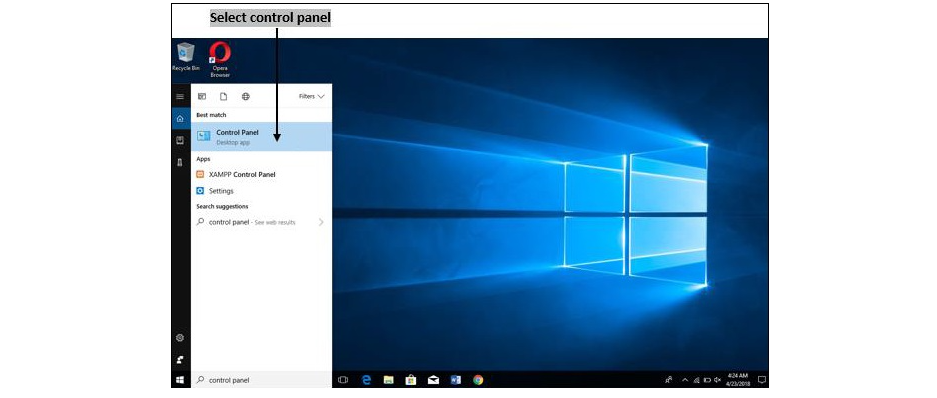 Select control panel
Recycle Bin
Opera
Browser
Filters
Best match
Control Panel
Desktop app
Apps
XAMPP Control Panel
Settings
Search suggestions
control panel - See web results
control panel
4:24 AM
4/23/2018